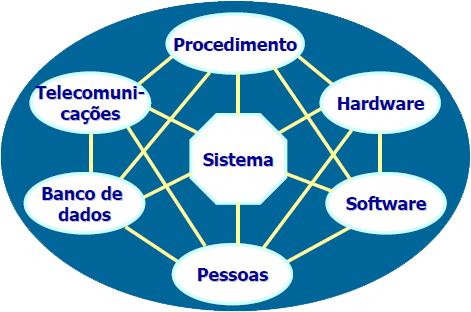 Procedimento
Telecomuni-
cações
Hardware
Sistema
Banco de
dados
Software
Pessoas